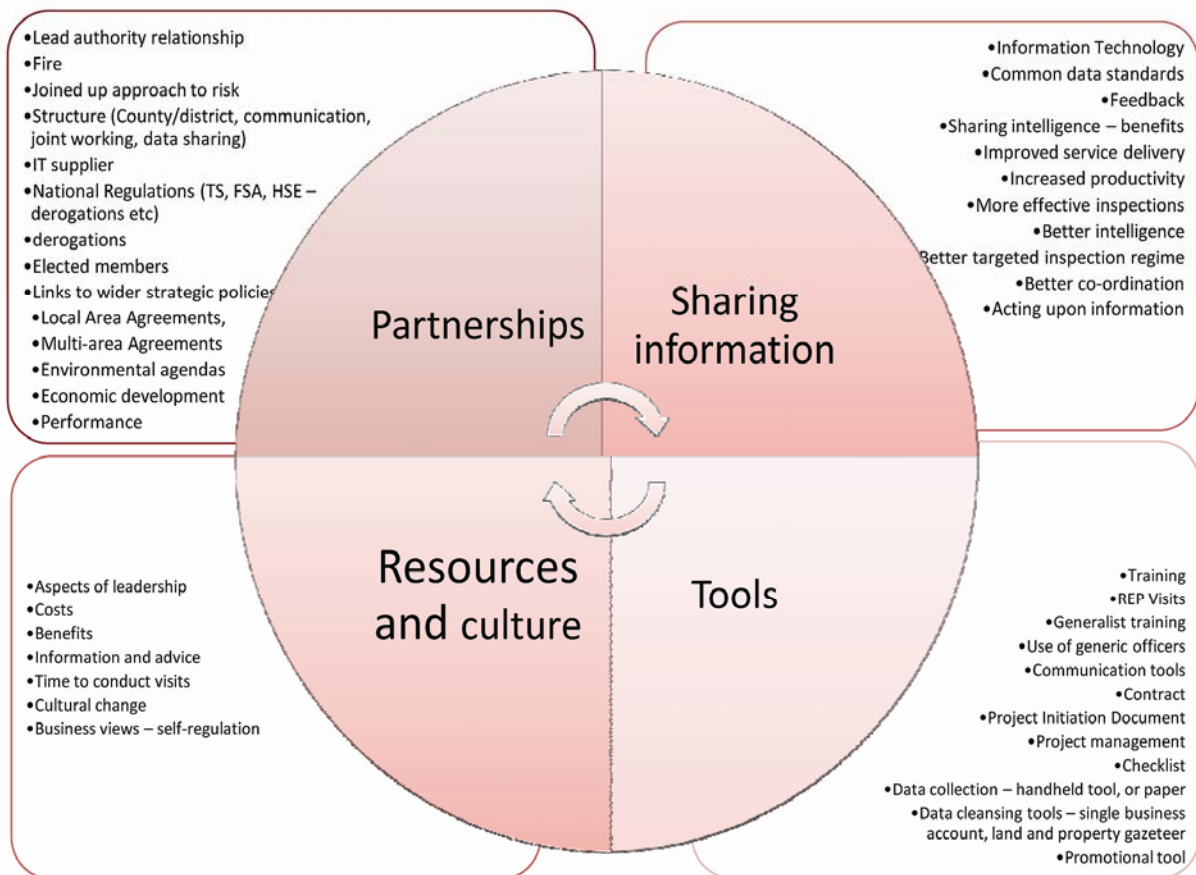 •Lead authority relationship
•Fire
•Joined up approach to risk
•Structure (County/district, communication,
joint working, data sharing)
•IT supplier
•National Regulations (TS, FSA, HSE –
derogations etc)
•derogations
•Elected members
•Links to wider strategic policies
•Local Area Agreements,
•Multi-area Agreements
•Environmental agendas
•Economic development
•Performance
•Information Technology
•Common data standards
•Feedback
•Sharing intelligence – benefits
•Improved service delivery
•Increased productivity
•More effective inspections
•Better intelligence
Better targeted inspection regime
•Better co-ordination
•Acting upon information
Partnerships
Sharing
information
Resources
and culture
Tools
•Aspects of leadership
•Costs
•Benefits
•Information and advice
•Time to conduct visits
•Cultural change
•Business views – self-regulation
•Training
•REP Visits
•Generalist training
•Use of generic officers
•Communication tools
•Contract
•Project Initiation Document
•Project management
•Checklist
•Data collection – handheld tool, or paper
•Data cleansing tools – single business
account, land and property gazeteer
•Promotional tool